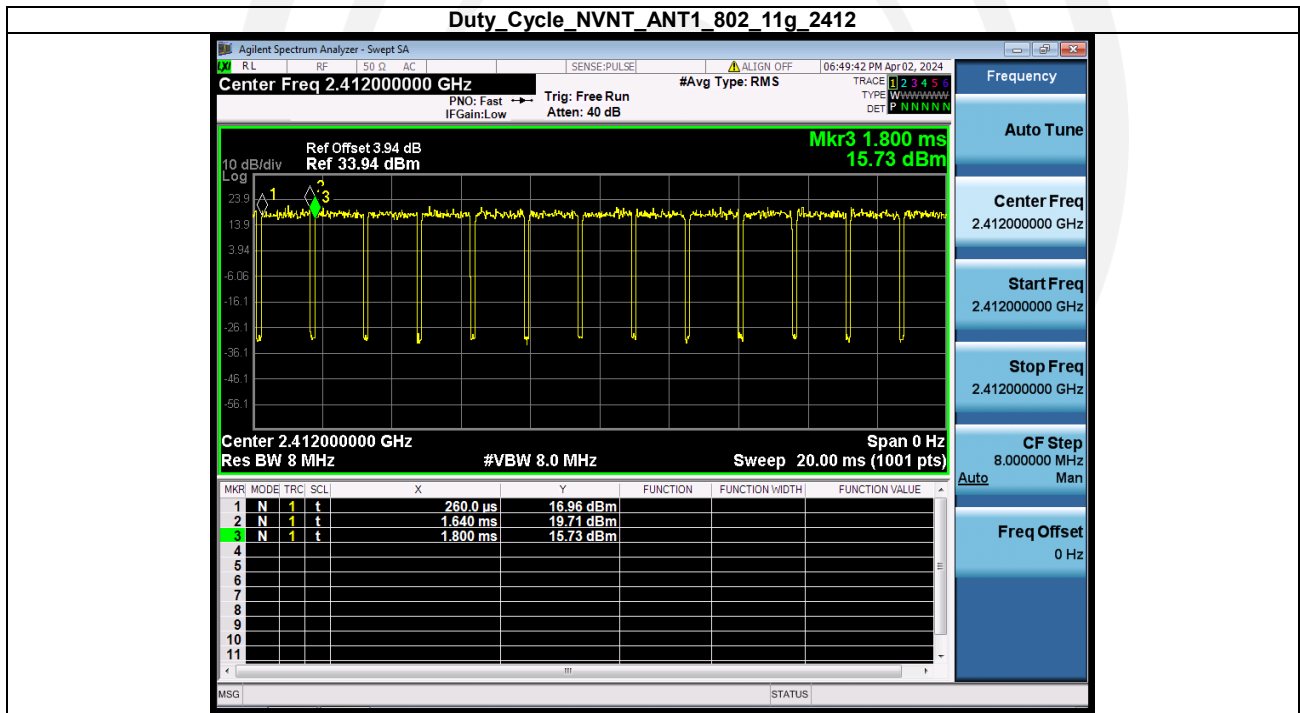 Duty_Cycle_NVNT_ANT1_802_11g_2412
Agilent Spectrum Analyzer - Swept SA
LXI RL RF 50 Ω AC SENSE:PULSE ALIGN OFF 06:49:42 PM Apr 02, 2024
Center Freq 2.412000000 GHz
PNO: Fast
IFGain:Low
Trig: Free Run
Atten: 40 dB
#Avg Type: RMS
TRACE 1 2 3 4 5 6
TYPE WWWWWW
DET P N N N N N
Mkr3 1.800 ms
15.73 dBm
Ref Offset 3.94 dB
10 dB/div Ref 33.94 dBm
Log
23.9
13.9
3.94
-6.06
-16.1
-26.1
-36.1
-46.1
-56.1
1
2
3
Center 2.412000000 GHz Span 0 Hz
Res BW 8 MHz #VBW 8.0 MHz Sweep 20.00 ms (1001 pts)
MKR MODE TRC SCL X Y FUNCTION FUNCTION WIDTH FUNCTION VALUE
1 N 1 t 260.0 µs 16.96 dBm
2 N 1 t 1.640 ms 19.71 dBm
3 N 1 t 1.800 ms 15.73 dBm
4
5
6
7
8
9
10
11
MSG STATUS
Frequency
Auto Tune
Center Freq
2.412000000 GHz
Start Freq
2.412000000 GHz
Stop Freq
2.412000000 GHz
CF Step
8.000000 MHz
Auto Man
Freq Offset
0 Hz